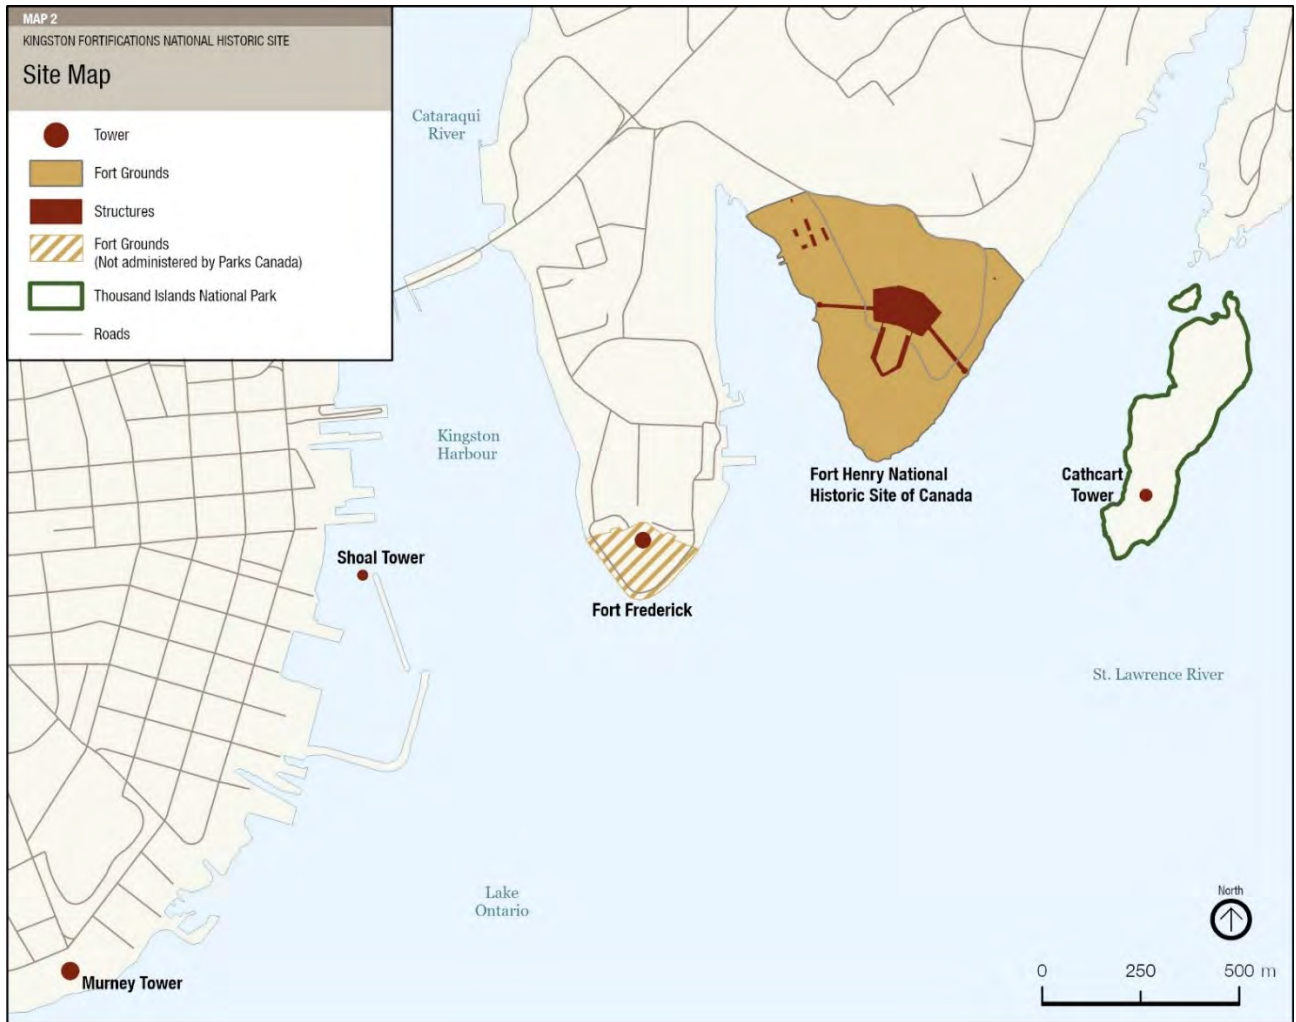 MAP 2
KINGSTON FORTIFICATIONS NATIONAL HISTORIC SITE
Site Map
Tower
Fort Grounds
Structures
Fort Grounds
(Not administered by Parks Canada)
Thousand Islands National Park
Roads
Cataraqui
River
Kingston
Harbour
Fort Henry National
Historic Site of Canada
Cathcart
Tower
Shoal Tower
Fort Frederick
St. Lawrence River
Lake
Ontario
North
Murney Tower
0 250 500 m